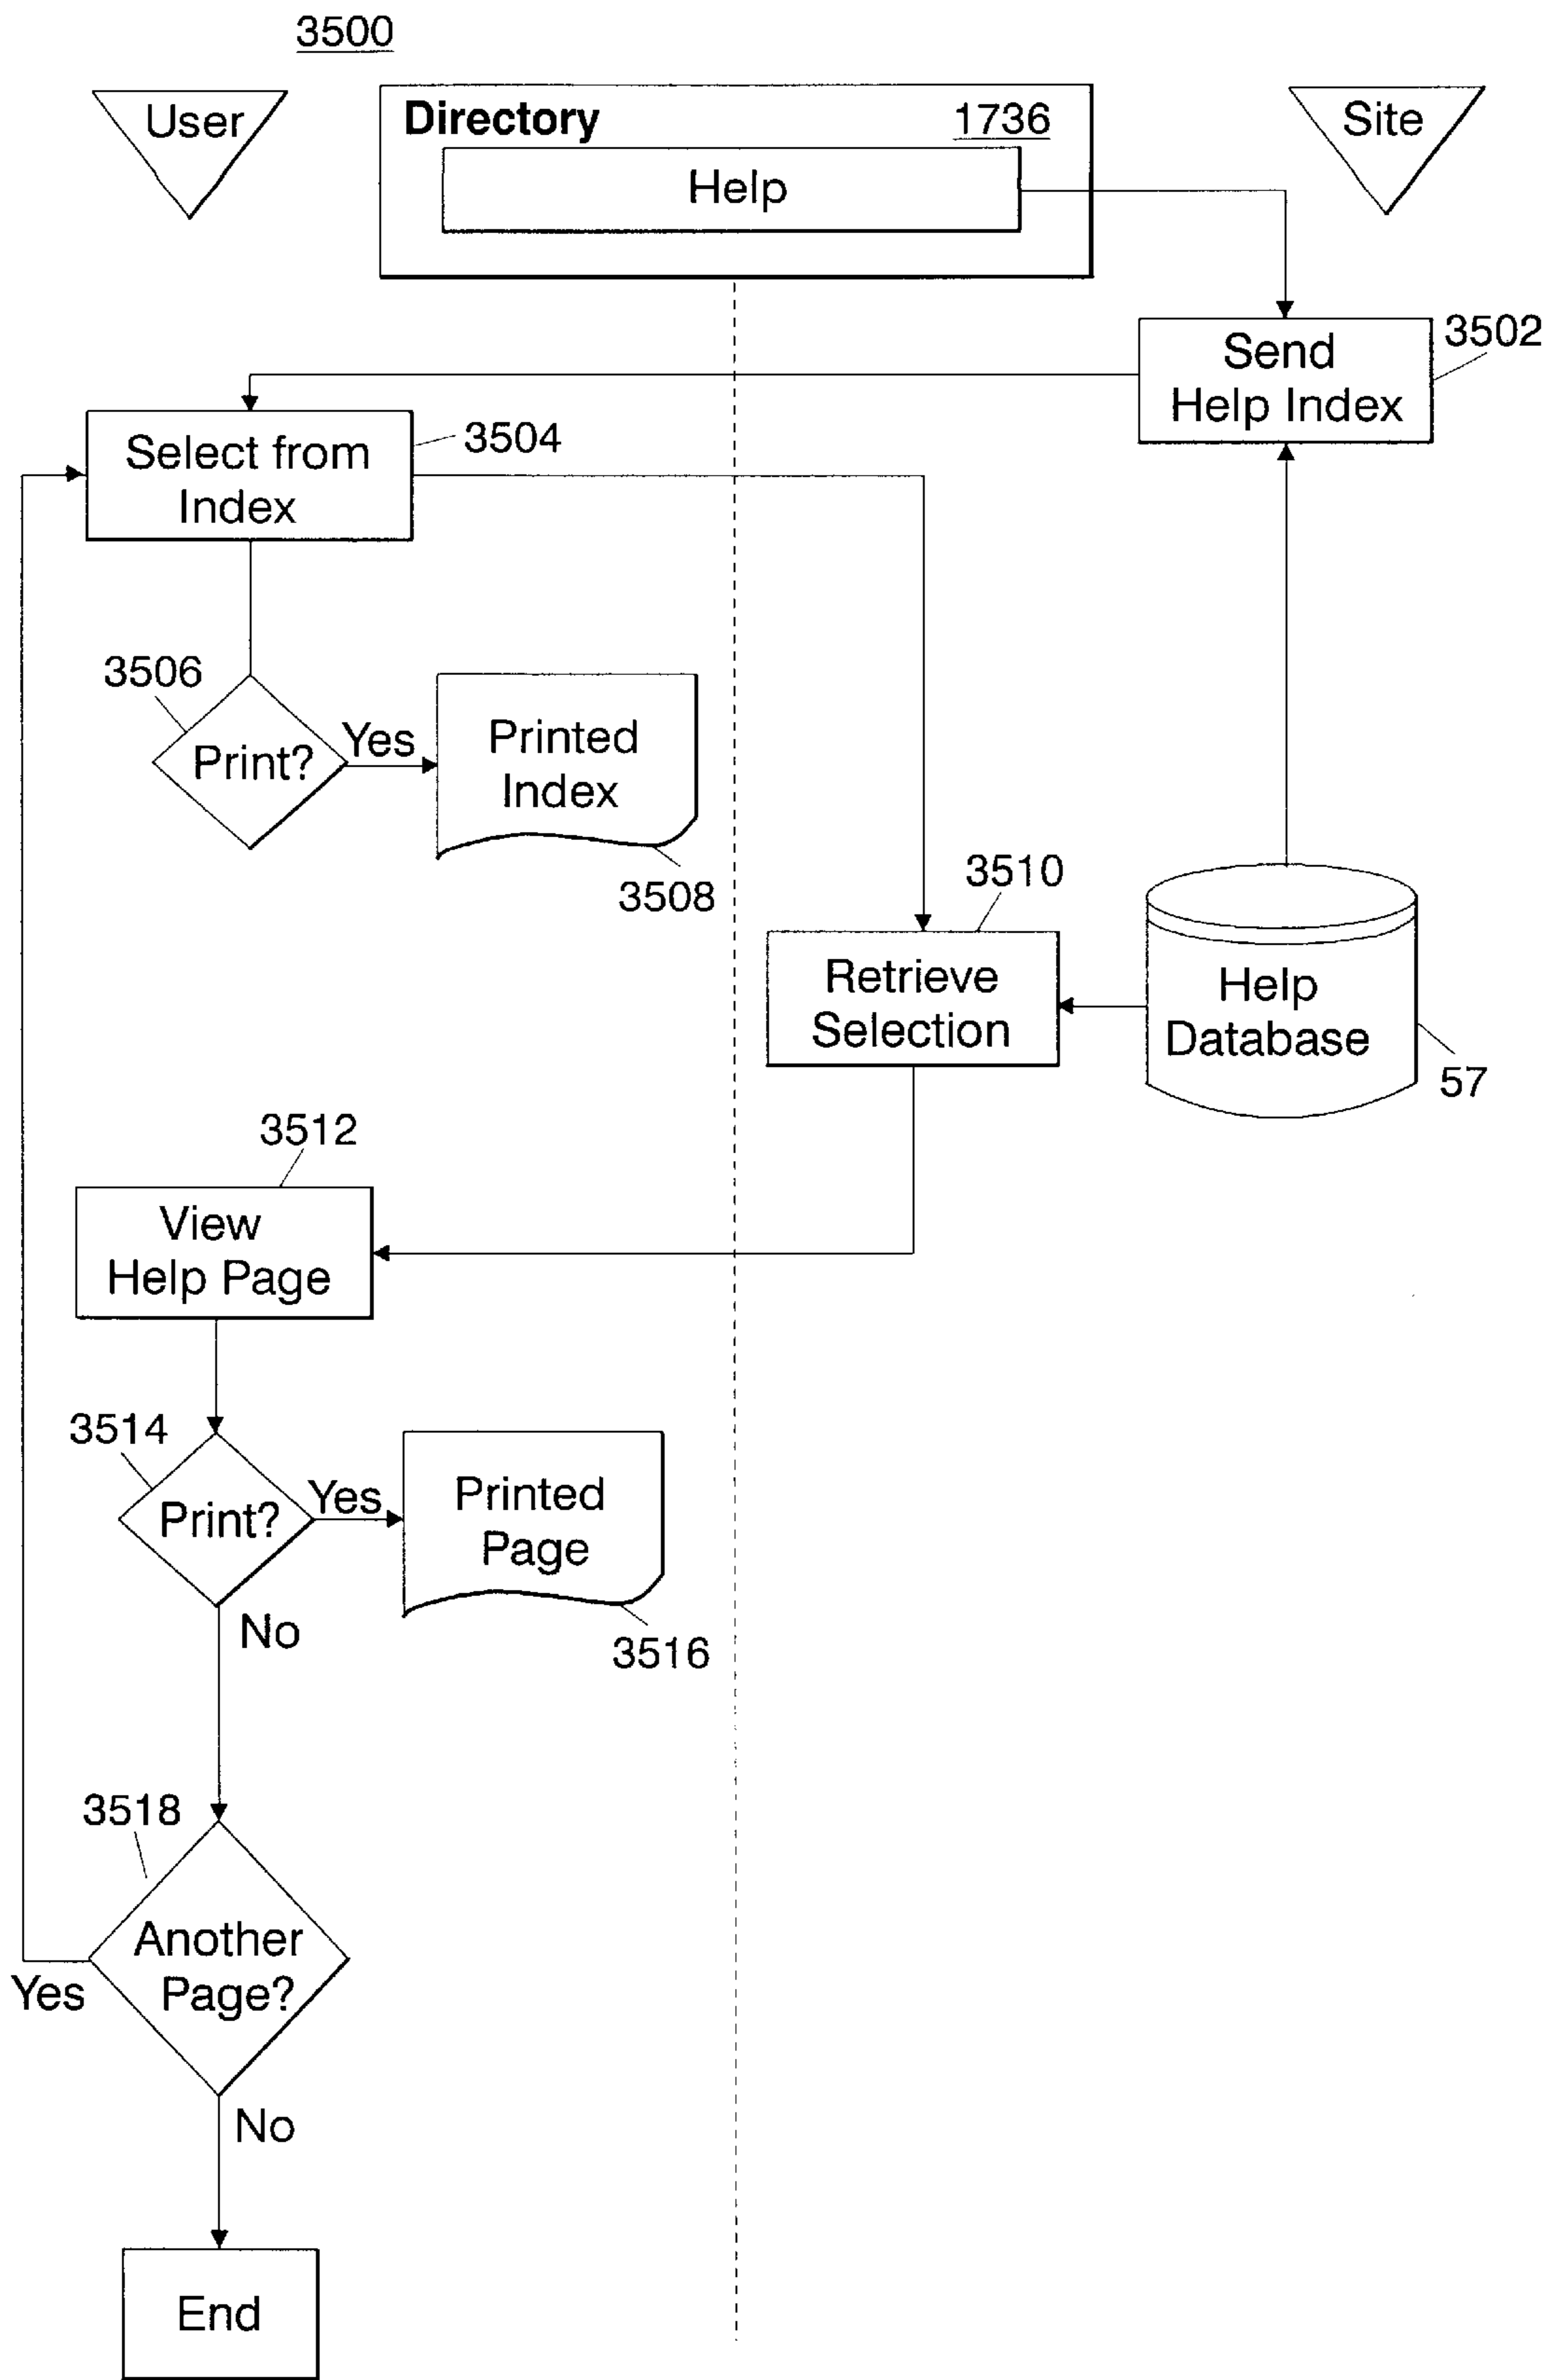 3500
User
Directory
1736
Site
Help
3502
Send
Help Index
3504
Select from
Index
3506
Print?
Yes
Printed
Index
3508
3510
Retrieve
Selection
Help
Database
57
3512
View
Help Page
3514
Print?
Yes
Printed
Page
3516
No
3518
Another
Page?
Yes
No
End